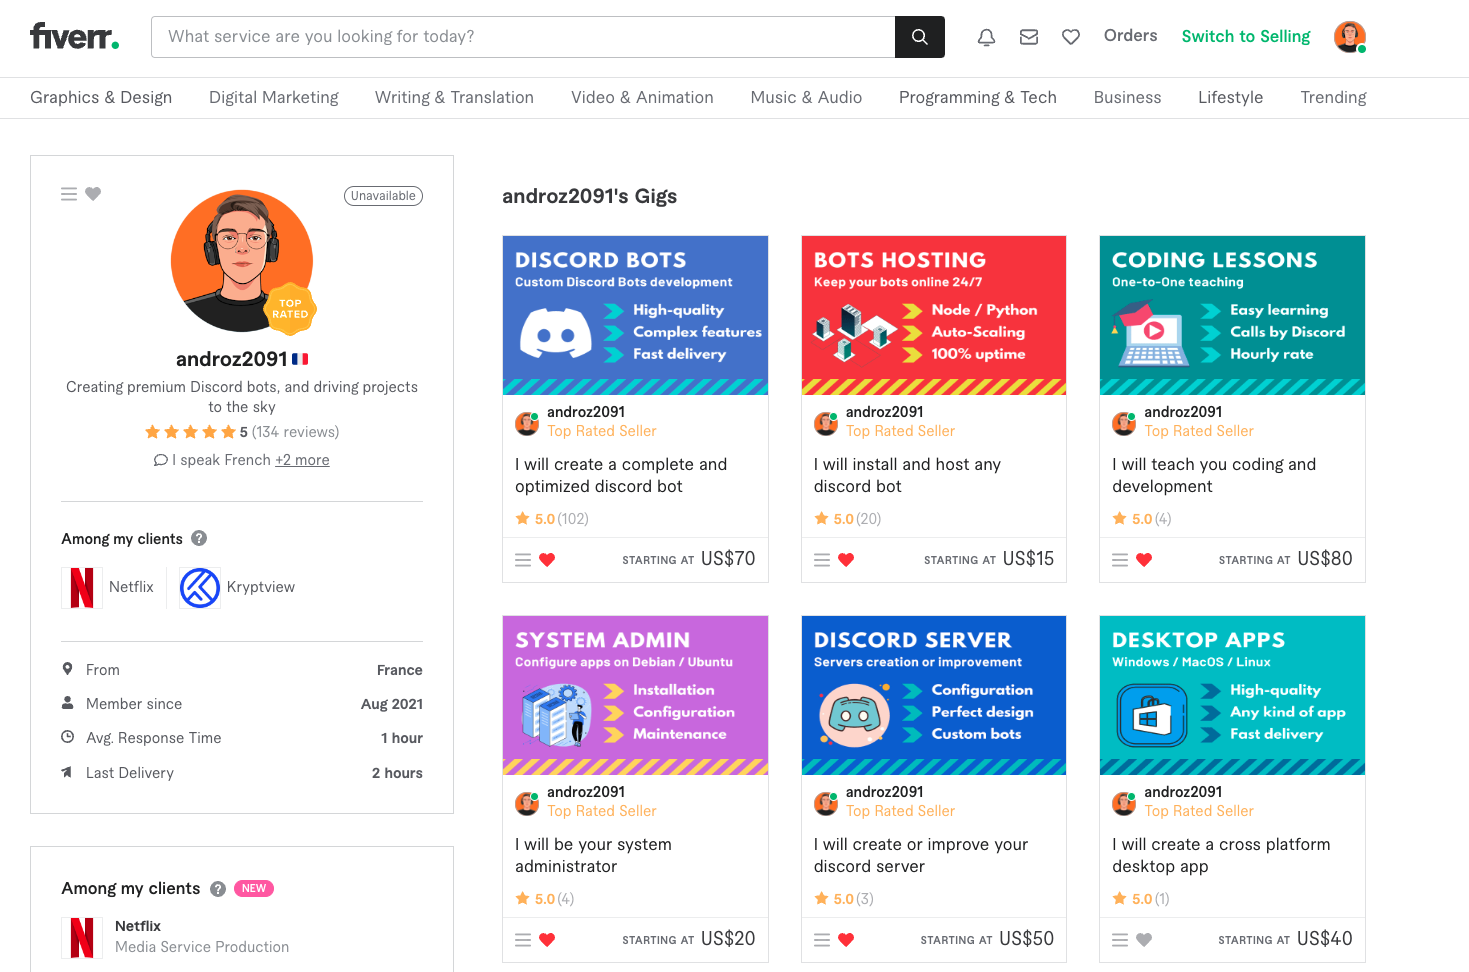 fiverr.
What service are you looking for today?
Orders
Switch to Selling
Graphics & Design
Digital Marketing
Writing & Translation
Video & Animation
Music & Audio
Programming & Tech
Business
Lifestyle
Trending
Unavailable
TOP
RATED
androz2091
Creating premium Discord bots, and driving projects
to the sky
5 (134 reviews)
I speak French +2 more
Among my clients ?
Netflix
Kryptview
From France
Member since Aug 2021
Avg. Response Time 1 hour
Last Delivery 2 hours
Among my clients ? NEW
Netflix
Media Service Production
androz2091's Gigs
DISCORD BOTS
Custom Discord Bots development
High-quality
Complex features
Fast delivery
androz2091
Top Rated Seller
I will create a complete and
optimized discord bot
5.0 (102)
STARTING AT US$70
BOTS HOSTING
Keep your bots online 24/7
Node / Python
Auto-Scaling
100% uptime
androz2091
Top Rated Seller
I will install and host any
discord bot
5.0 (20)
STARTING AT US$15
CODING LESSONS
One-to-One teaching
Easy learning
Calls by Discord
Hourly rate
androz2091
Top Rated Seller
I will teach you coding and
development
5.0 (4)
STARTING AT US$80
SYSTEM ADMIN
Configure apps on Debian / Ubuntu
Installation
Configuration
Maintenance
androz2091
Top Rated Seller
I will be your system
administrator
5.0 (4)
STARTING AT US$20
DISCORD SERVER
Servers creation or improvement
Configuration
Perfect design
Custom bots
androz2091
Top Rated Seller
I will create or improve your
discord server
5.0 (3)
STARTING AT US$50
DESKTOP APPS
Windows / MacOS / Linux
High-quality
Any kind of app
Fast delivery
androz2091
Top Rated Seller
I will create a cross platform
desktop app
5.0 (1)
STARTING AT US$40